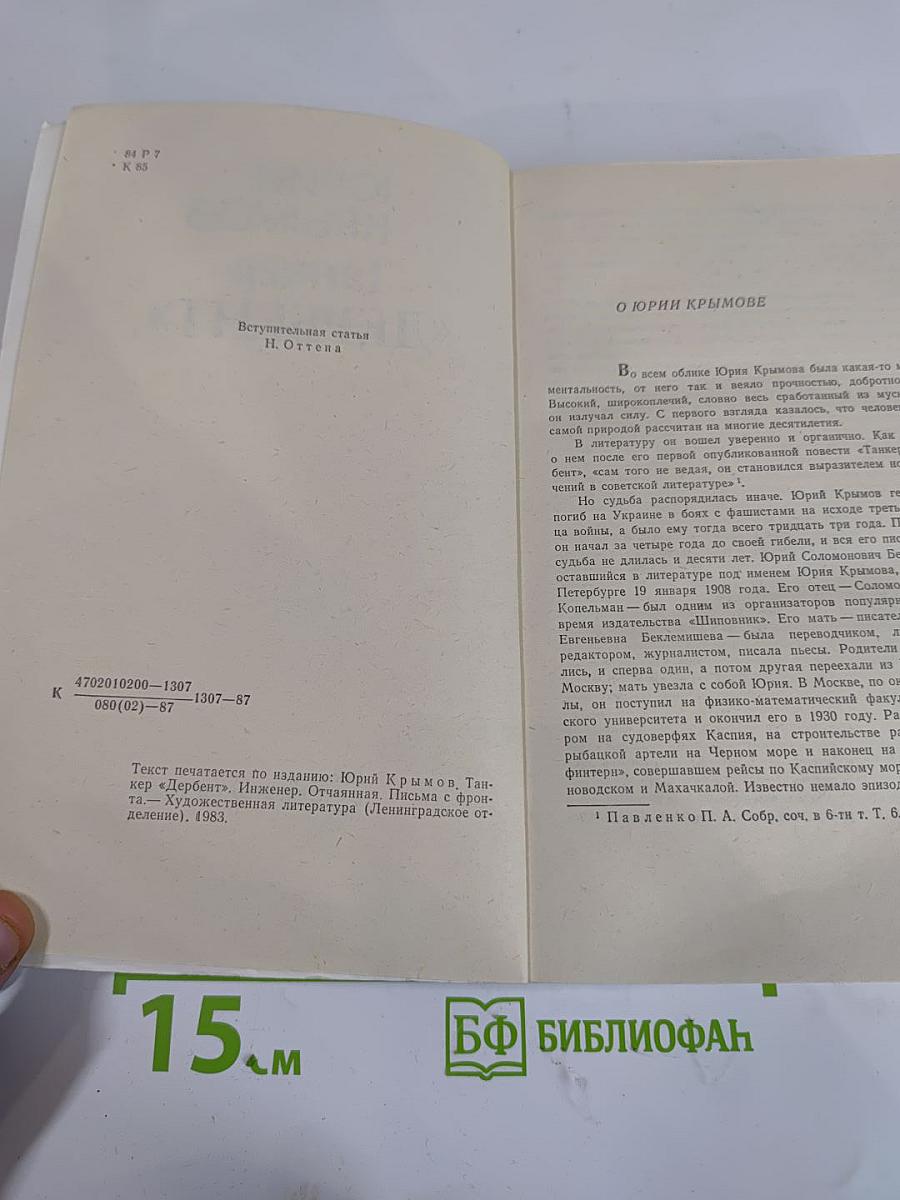 84 Р 7
К 85
Вступительная статья
Н. Оттена
К 4702010200—1307
080(02)—87
1307—87
Текст печатается по изданию: Юрий Крымов. Тан-
кер «Дербент». Инженер. Отчаянная. Письма с фрон-
та.— Художественная литература (Ленинградское от-
деление). 1983.
О ЮРИИ КРЫМОВЕ
Во всем облике Юрия Крымова была какая-то м
ментальность, от него так и веяло прочностью, добротно
Высокий, широкоплечий, словно весь сработанный из мус
он излучал силу. С первого взгляда казалось, что челове
самой природой рассчитан на многие десятилетия.
В литературу он вошел уверенно и органично. Как
о нем после его первой опубликованной повести «Танкер
бент», «сам того не ведая, он становился выразителем но
чений в советской литературе»¹.
Но судьба распорядилась иначе. Юрий Крымов ге
погиб на Украине в боях с фашистами на исходе треть
ца войны, а было ему тогда всего тридцать три года. П
он начал за четыре года до своей гибели, и вся его пис
судьба не длилась и десяти лет. Юрий Соломонович Бе
оставшийся в литературе под именем Юрия Крымова,
Петербурге 19 января 1908 года. Его отец — Соломо
Копельман — был одним из организаторов популярн
время издательства «Шиповник». Его мать — писател
Евгеньевна Беклемишева — была переводчиком, л
редактором, журналистом, писала пьесы. Родители
лись, и сперва один, а потом другая переехали из
Москву; мать увезла с собой Юрия. В Москве, по ок
лы, он поступил на физико-математический факул
ского университета и окончил его в 1930 году. Ра
ром на судоверфях Каспия, на строительстве ра
рыбацкой артели на Черном море и наконец на
финтерн», совершавшем рейсы по Каспийскому мор
новодском и Махачкалой. Известно немало эпизод
¹ Павленко П. А. Собр. соч. в 6-ти т. Т. 6.
15 см
БФ БИБЛИОФАН